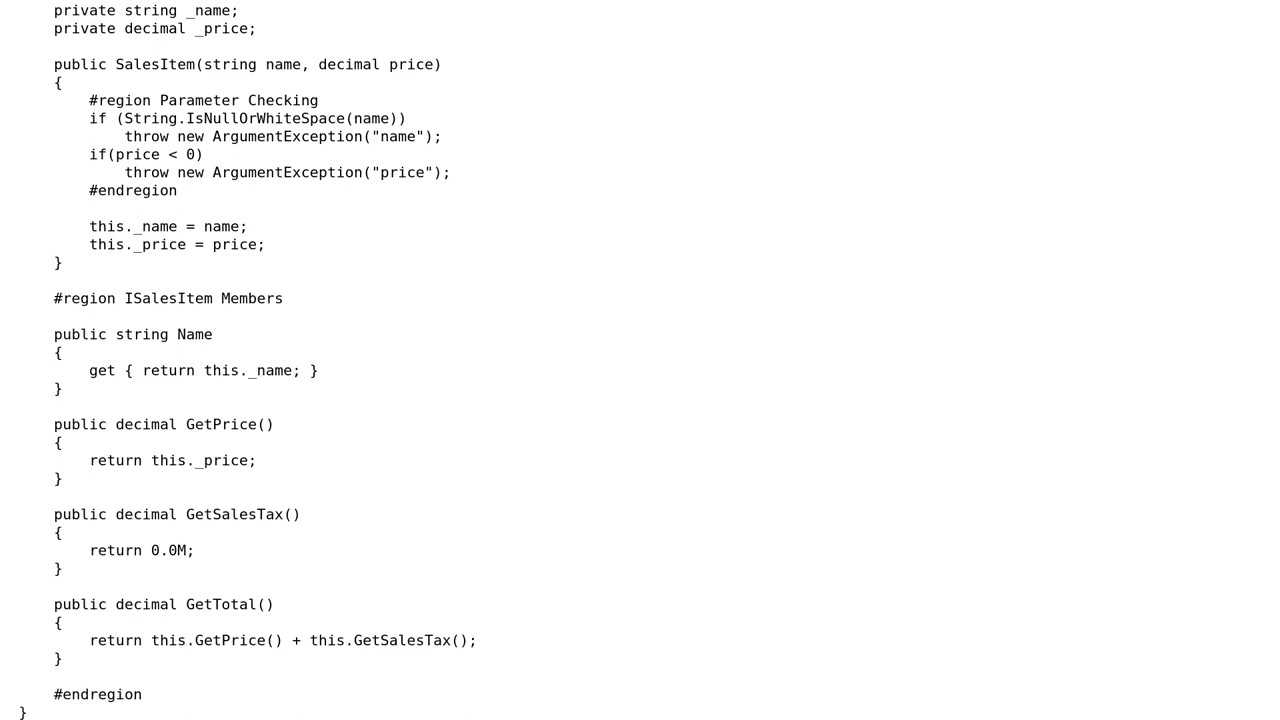 private string _name;
private decimal _price;
public SalesItem(string name, decimal price)
{
#region Parameter Checking
if (String.IsNullOrWhiteSpace(name))
throw new ArgumentException("name");
if(price < 0)
throw new ArgumentException("price");
#endregion
this._name = name;
this._price = price;
}
#region ISalesItem Members
public string Name
{
get { return this._name; }
}
public decimal GetPrice()
{
return this._price;
}
public decimal GetSalesTax()
{
return 0.0M;
}
public decimal GetTotal()
{
return this.GetPrice() + this.GetSalesTax();
}
#endregion
}